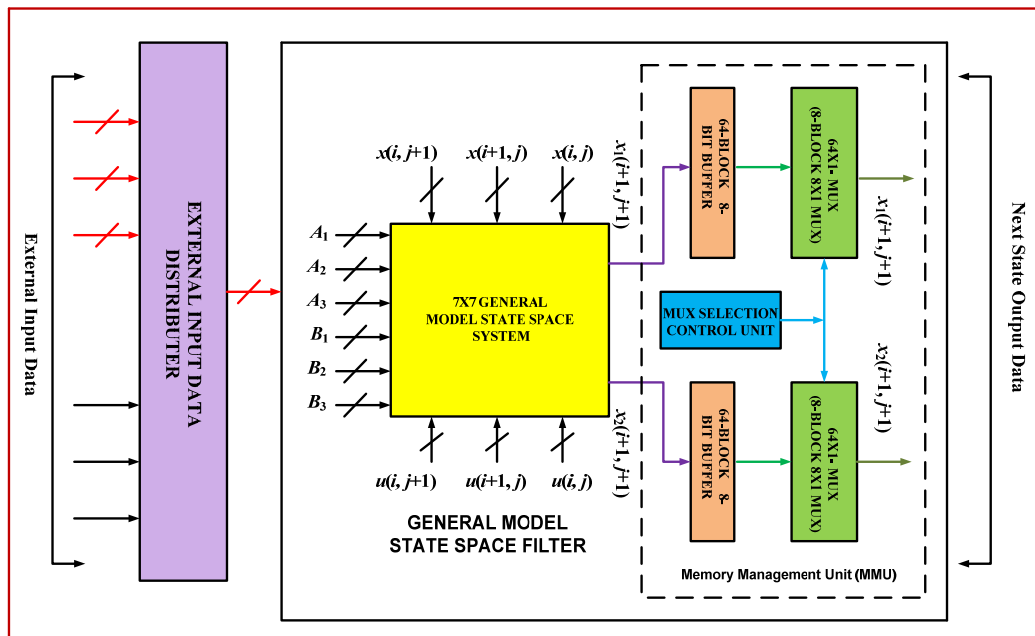 External Input Data
EXTERNAL INPUT DATA
DISTRIBUTER
x(i, j+1)
x(i+1, j)
x(i, j)
A1
A2
A3
B1
B2
B3
7X7 GENERAL
MODEL STATE SPACE
SYSTEM
u(i, j+1)
u(i+1, j)
u(i, j)
GENERAL MODEL
STATE SPACE FILTER
x1(i+1, j+1)
x2(i+1, j+1)
64-BLOCK 8-
BIT BUFFER
64X1- MUX
(8-BLOCK 8X1 MUX)
x1(i+1, j+1)
MUX SELECTION
CONTROL UNIT
64-BLOCK 8-
BIT BUFFER
64X1- MUX
(8-BLOCK 8X1 MUX)
x2(i+1, j+1)
Memory Management Unit (MMU)
Next State Output Data